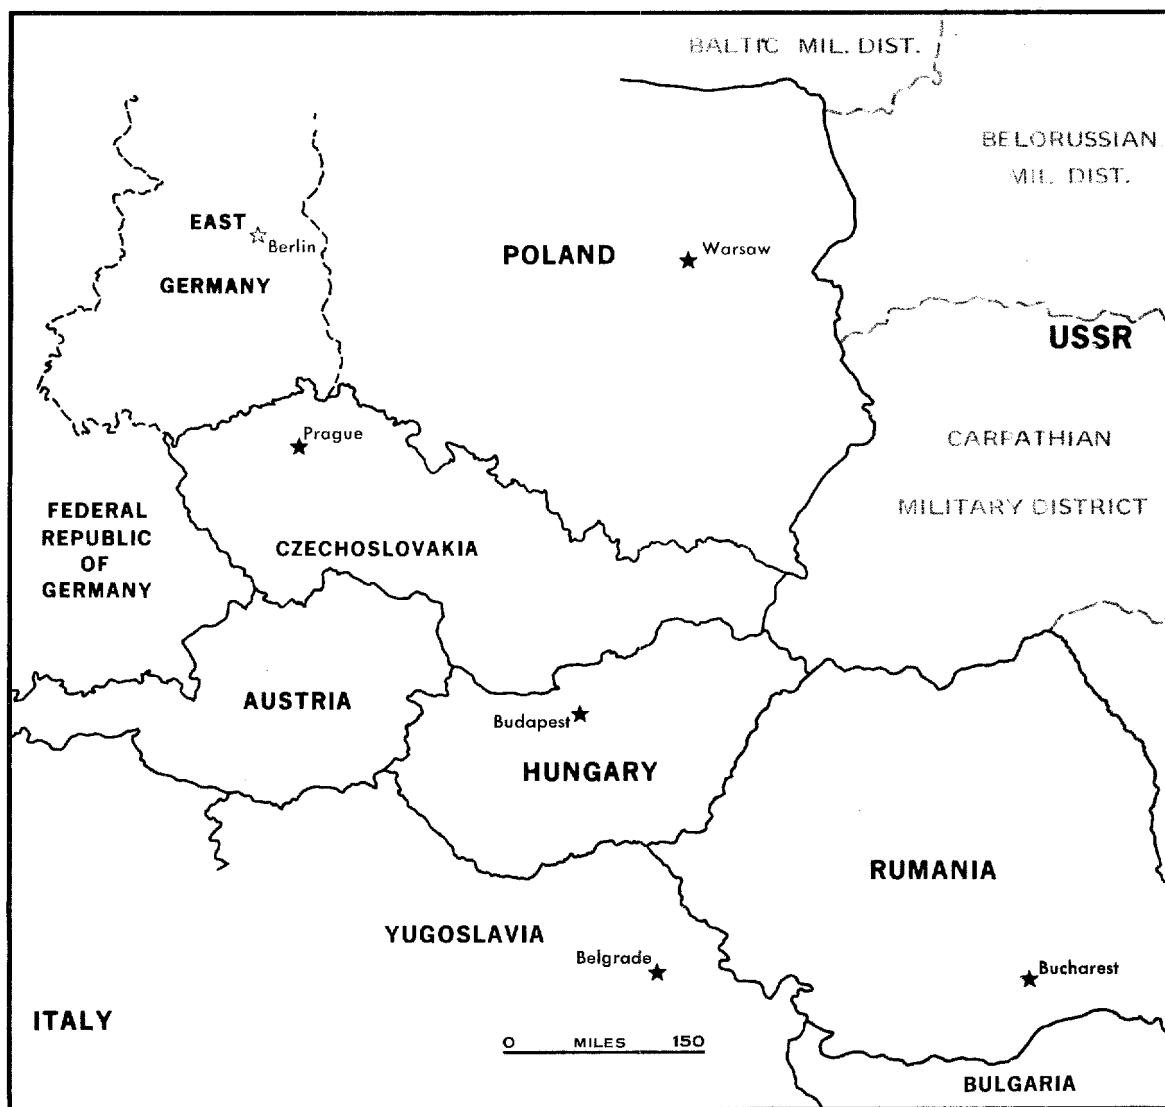 BALTIC MIL. DIST.
BELORUSSIAN
MIL. DIST.
EAST
Berlin
GERMANY
POLAND
Warsaw
USSR
Prague
CARPATHIAN
MILITARY DISTRICT
FEDERAL
REPUBLIC
OF
GERMANY
CZECHOSLOVAKIA
AUSTRIA
Budapest
HUNGARY
RUMANIA
YUGOSLAVIA
Belgrade
Bucharest
ITALY
0 MILES 150
BULGARIA